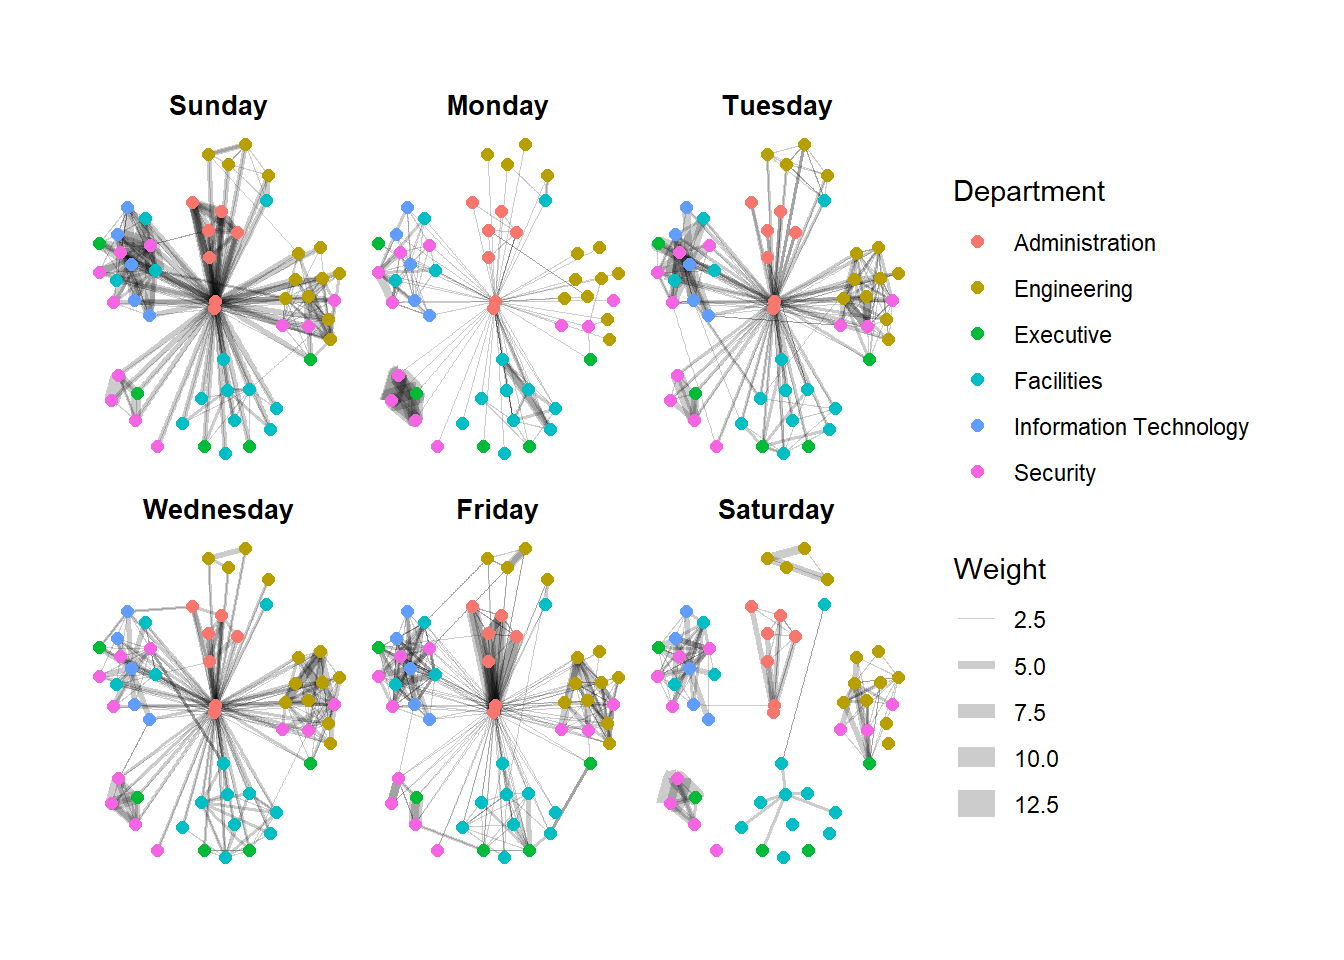 Sunday
Monday
Tuesday
Wednesday
Friday
Saturday
Department
Administration
Engineering
Executive
Facilities
Information Technology
Security
Weight
2.5
5.0
7.5
10.0
12.5